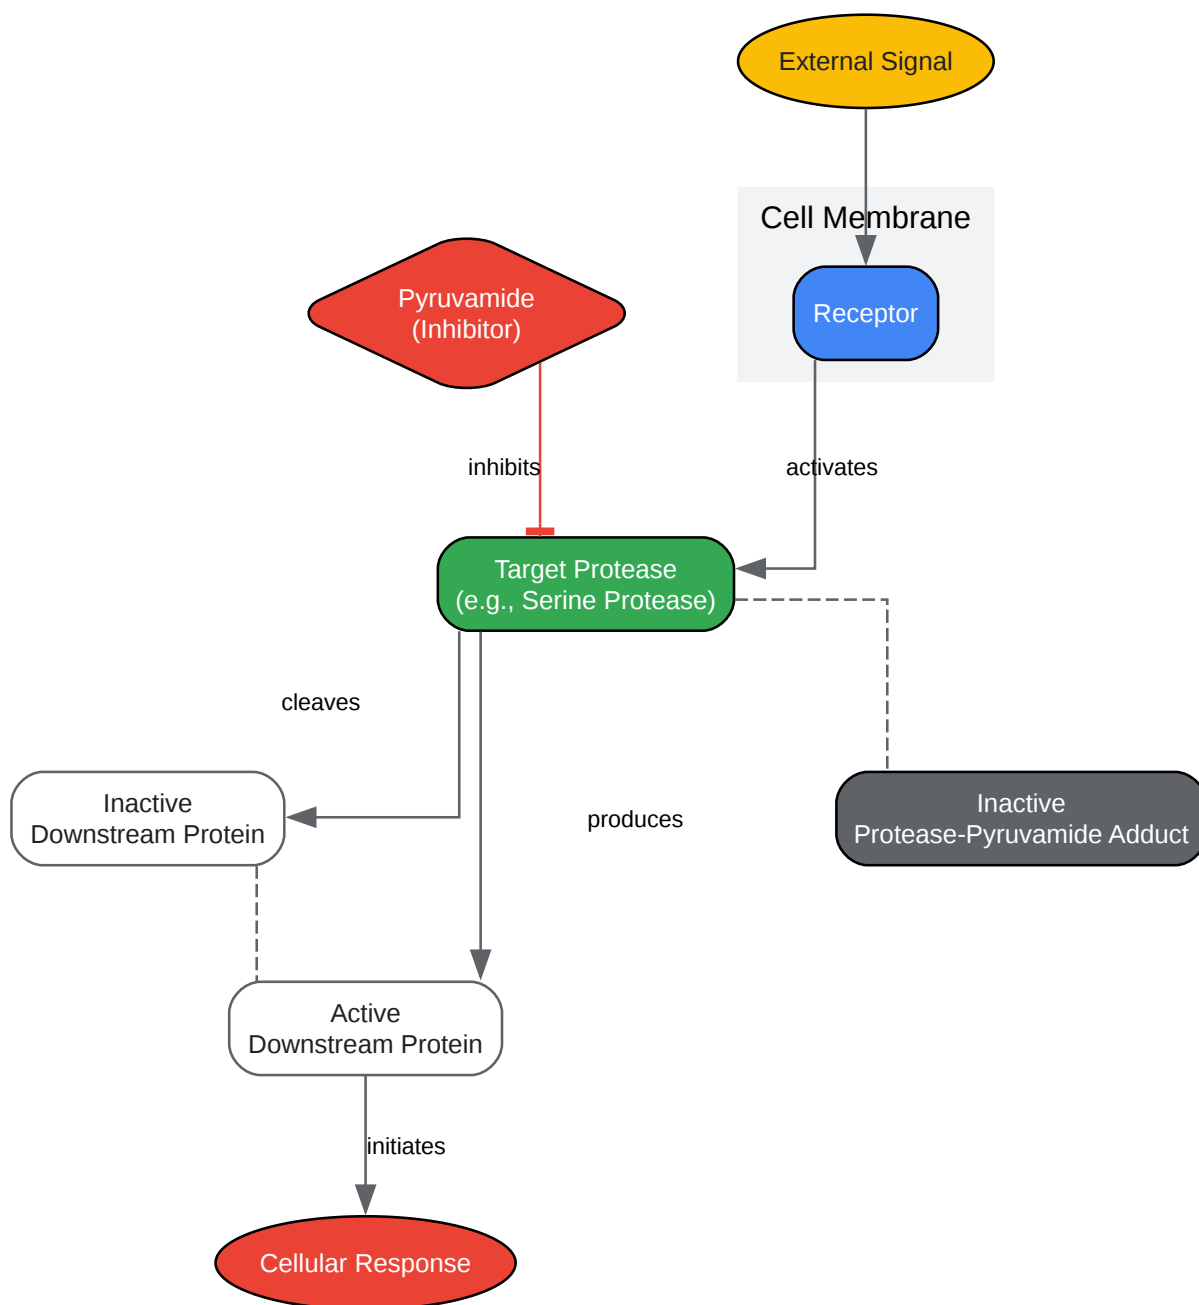 External Signal
Cell Membrane
Pyruvamide
(Inhibitor)
Receptor
inhibits
activates
Target Protease
(e.g., Serine Protease)
cleaves
Inactive
Downstream Protein
produces
Inactive
Protease-Pyruvamide Adduct
Active
Downstream Protein
initiates
Cellular Response